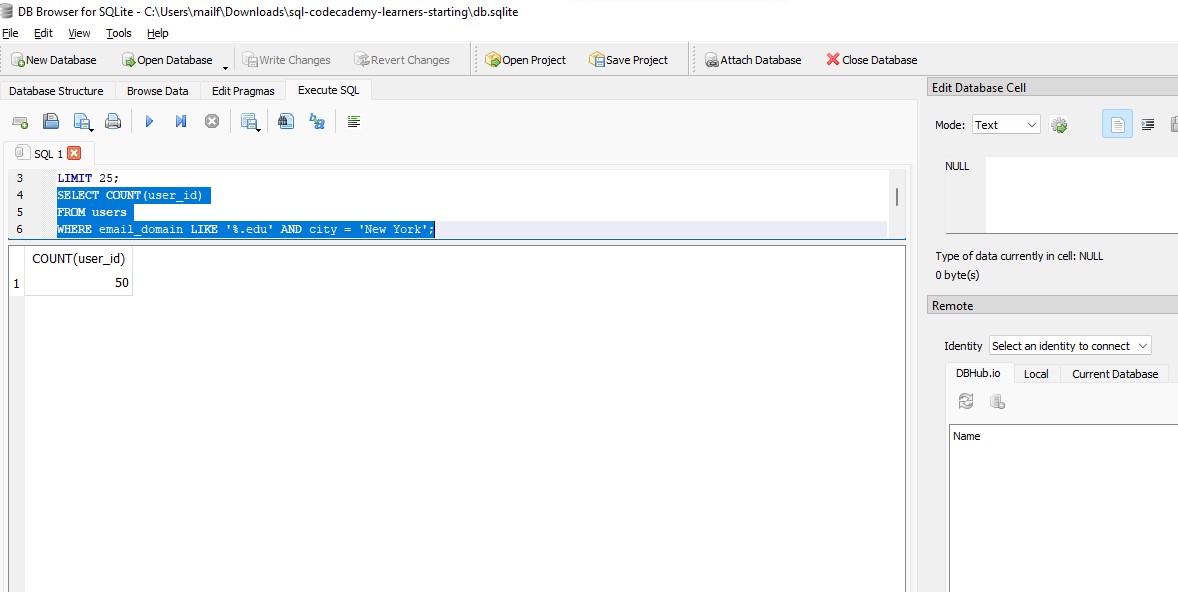 DB Browser for SQLite - C:\Users\mailf\Downloads\sql-codecademy-learners-starting\db.sqlite
File Edit View Tools Help
New Database Open Database Write Changes Revert Changes Open Project Save Project Attach Database Close Database
Database Structure Browse Data Edit Pragmas Execute SQL
SQL 1
3 LIMIT 25;
4 SELECT COUNT(user_id)
5 FROM users
6 WHERE email_domain LIKE '%.edu' AND city = 'New York';
COUNT(user_id)
1 50
Edit Database Cell
Mode: Text
NULL
Type of data currently in cell: NULL
0 byte(s)
Remote
Identity Select an identity to connect
DBHub.io Local Current Database
Name